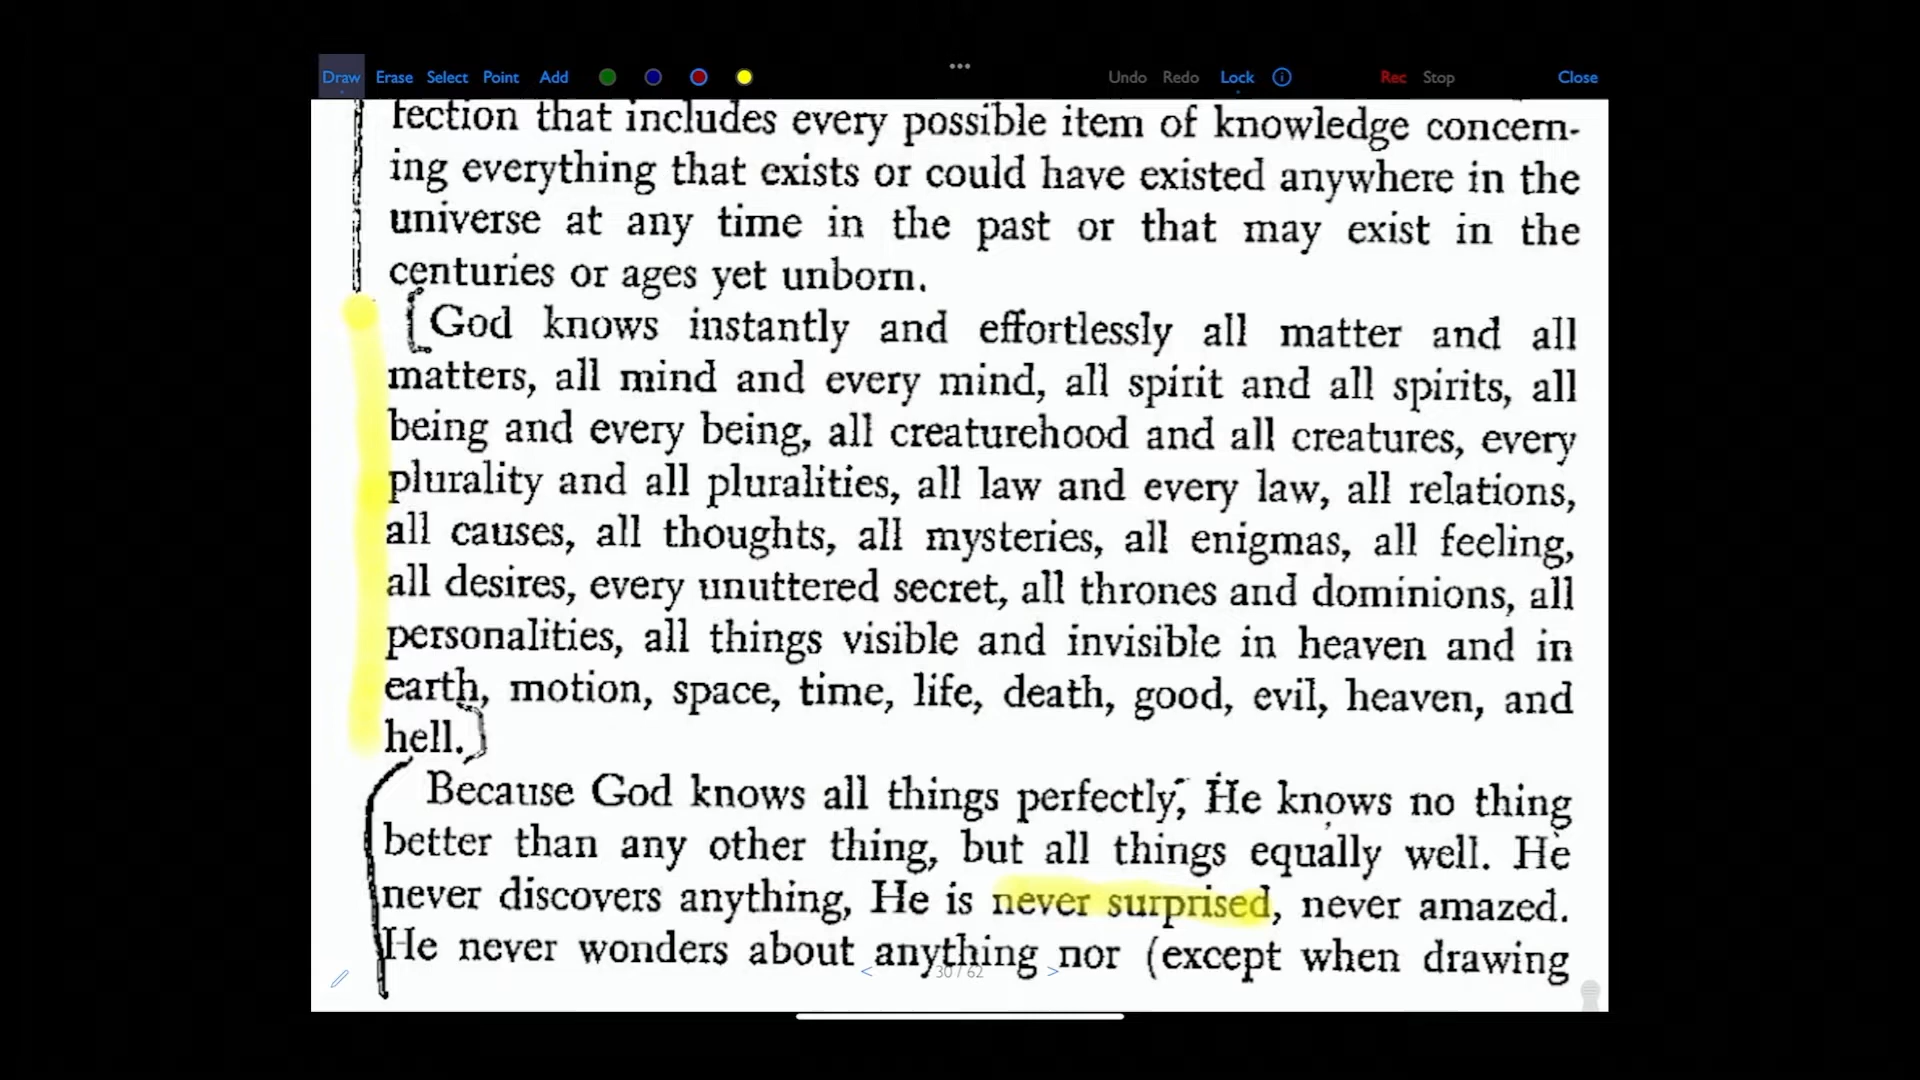 Draw Erase Select Point Add ... Undo Redo Lock Rec Stop Close
fection that includes every possible item of knowledge concern-
ing everything that exists or could have existed anywhere in the
universe at any time in the past or that may exist in the
centuries or ages yet unborn.
[God knows instantly and effortlessly all matter and all
matters, all mind and every mind, all spirit and all spirits, all
being and every being, all creaturehood and all creatures, every
plurality and all pluralities, all law and every law, all relations,
all causes, all thoughts, all mysteries, all enigmas, all feeling,
all desires, every unuttered secret, all thrones and dominions, all
personalities, all things visible and invisible in heaven and in
earth, motion, space, time, life, death, good, evil, heaven, and
hell.]
Because God knows all things perfectly, He knows no thing
better than any other thing, but all things equally well. He
never discovers anything, He is never surprised, never amazed.
He never wonders about anything nor (except when drawing
< 30 / 62 >